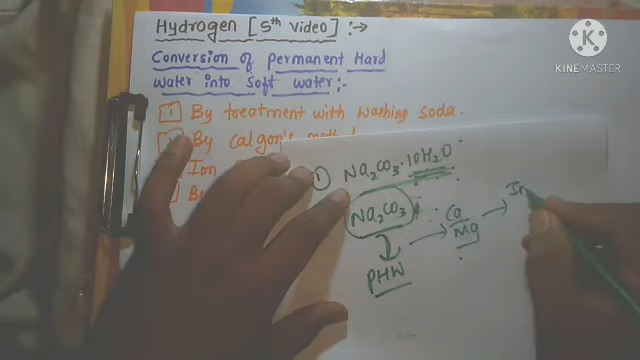 Hydrogen [5th Video] :→
Conversion of permanent Hard
water into Soft water :-
1 By treatment with washing soda.
By Calgon's
Ion
By
① Na2CO3.10H2O
Na2CO3
Ca
Mg
PHW
KINEMASTER